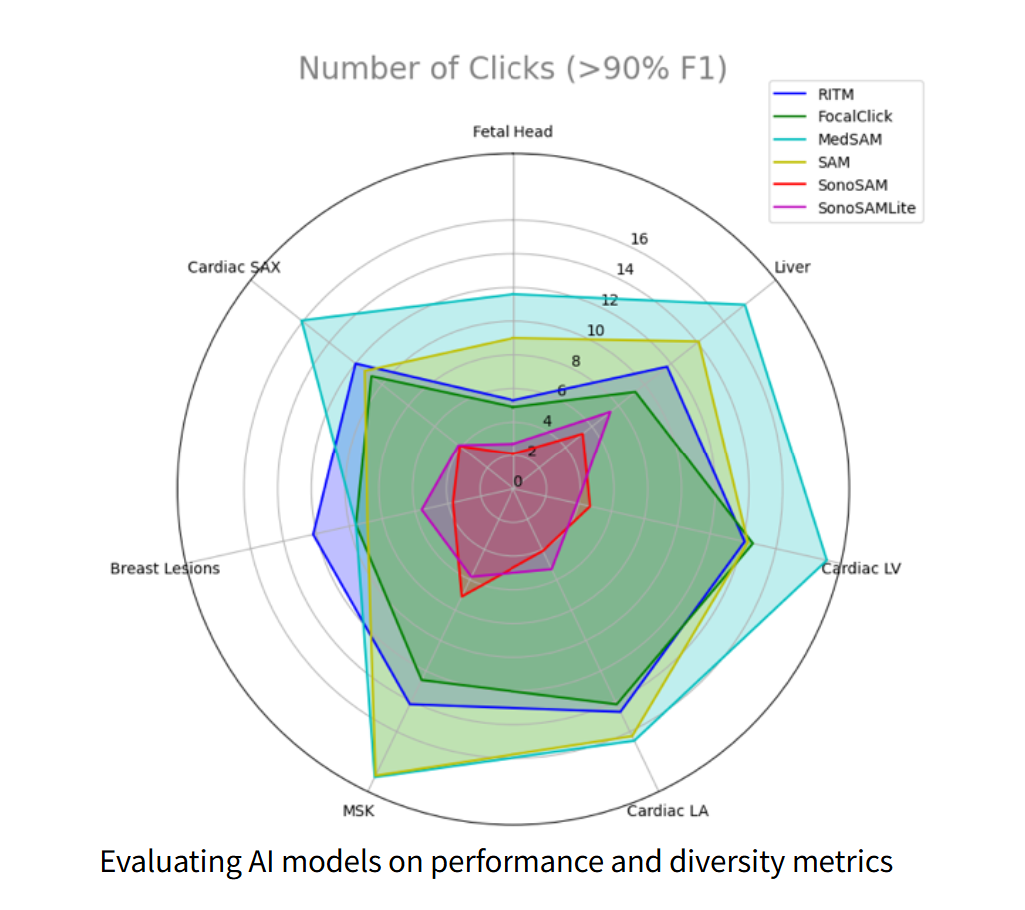 Number of Clicks (>90% F1)
RITM
FocalClick
MedSAM
SAM
SonoSAM
SonoSAMLite
Fetal Head
Cardiac SAX
Liver
16
14
12
10
8
6
4
2
0
Breast Lesions
Cardiac LV
MSK
Cardiac LA
Evaluating AI models on performance and diversity metrics